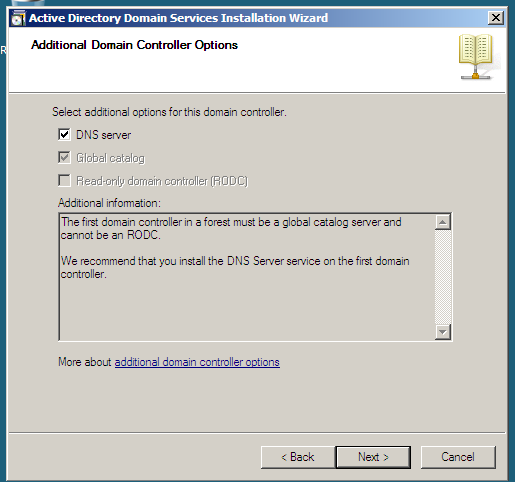 R
Active Directory Domain Services Installation Wizard
Additional Domain Controller Options
Select additional options for this domain controller.
DNS server
Global catalog
Read-only domain controller (RODC)
Additional information:
The first domain controller in a forest must be a global catalog server and
cannot be an RODC.
We recommend that you install the DNS Server service on the first domain
controller.
More about additional domain controller options
< Back
Next >
Cancel